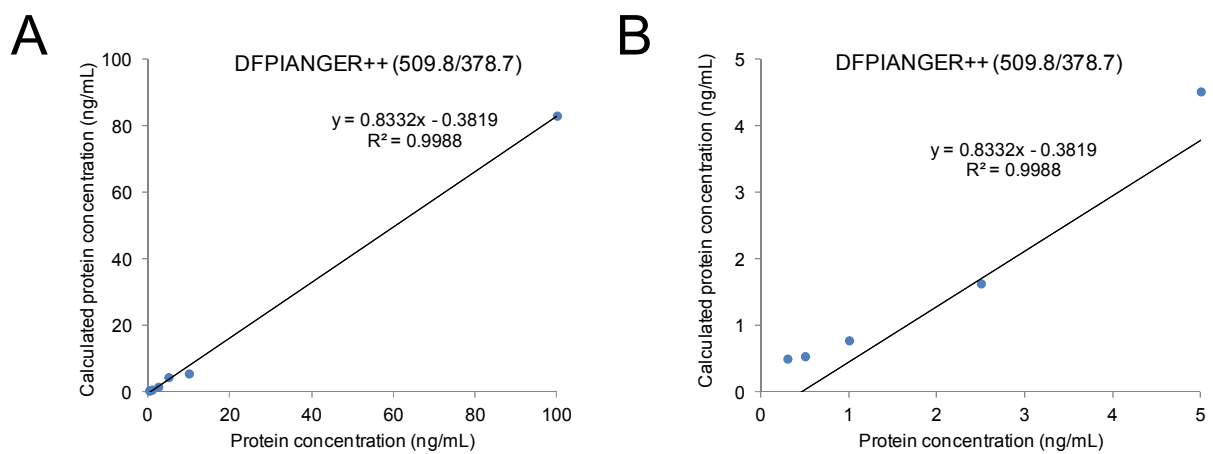 A
DFPIANGER++ (509.8/378.7)
y = 0.8332x - 0.3819
R² = 0.9988
Calculated protein concentration (ng/mL)
100
80
60
40
20
0
0 20 40 60 80 100
Protein concentration (ng/mL)
B
DFPIANGER++ (509.8/378.7)
y = 0.8332x - 0.3819
R² = 0.9988
Calculated protein concentration (ng/mL)
5
4
3
2
1
0
0 1 2 3 4 5
Protein concentration (ng/mL)